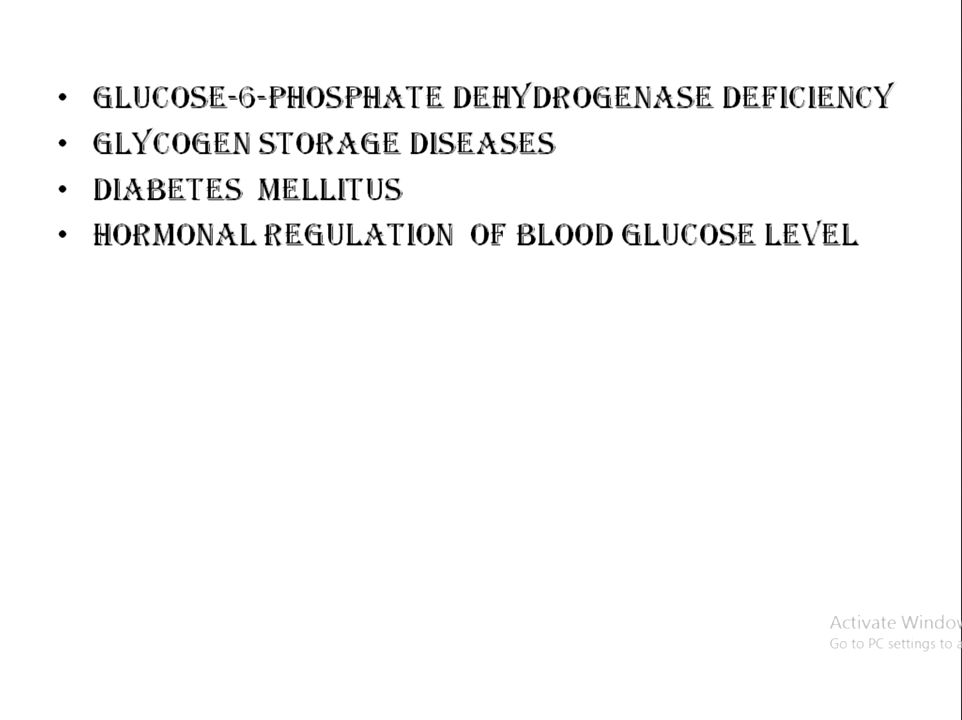 • GLUCOSE-6-PHOSPHATE DEHYDROGENASE DEFICIENCY
• GLYCOGEN STORAGE DISEASES
• DIABETES MELLITUS
• HORMONAL REGULATION OF BLOOD GLUCOSE LEVEL
Activate Window
Go to PC settings to a